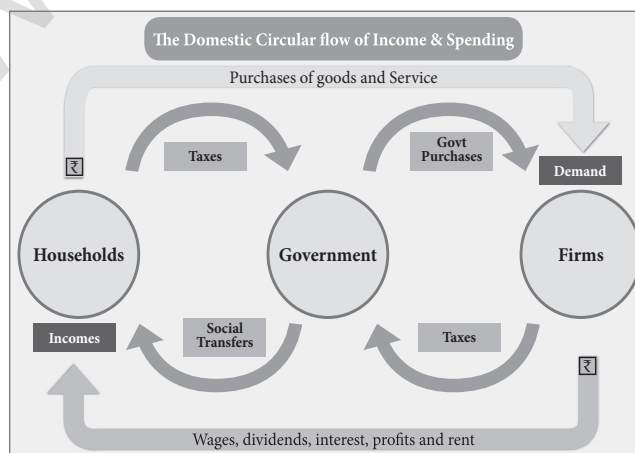 The Domestic Circular flow of Income & Spending
Purchases of goods and Service
Taxes
Govt
Purchases
₹
Demand
Households
Government
Firms
Incomes
Social
Transfers
Taxes
₹
Wages, dividends, interest, profits and rent